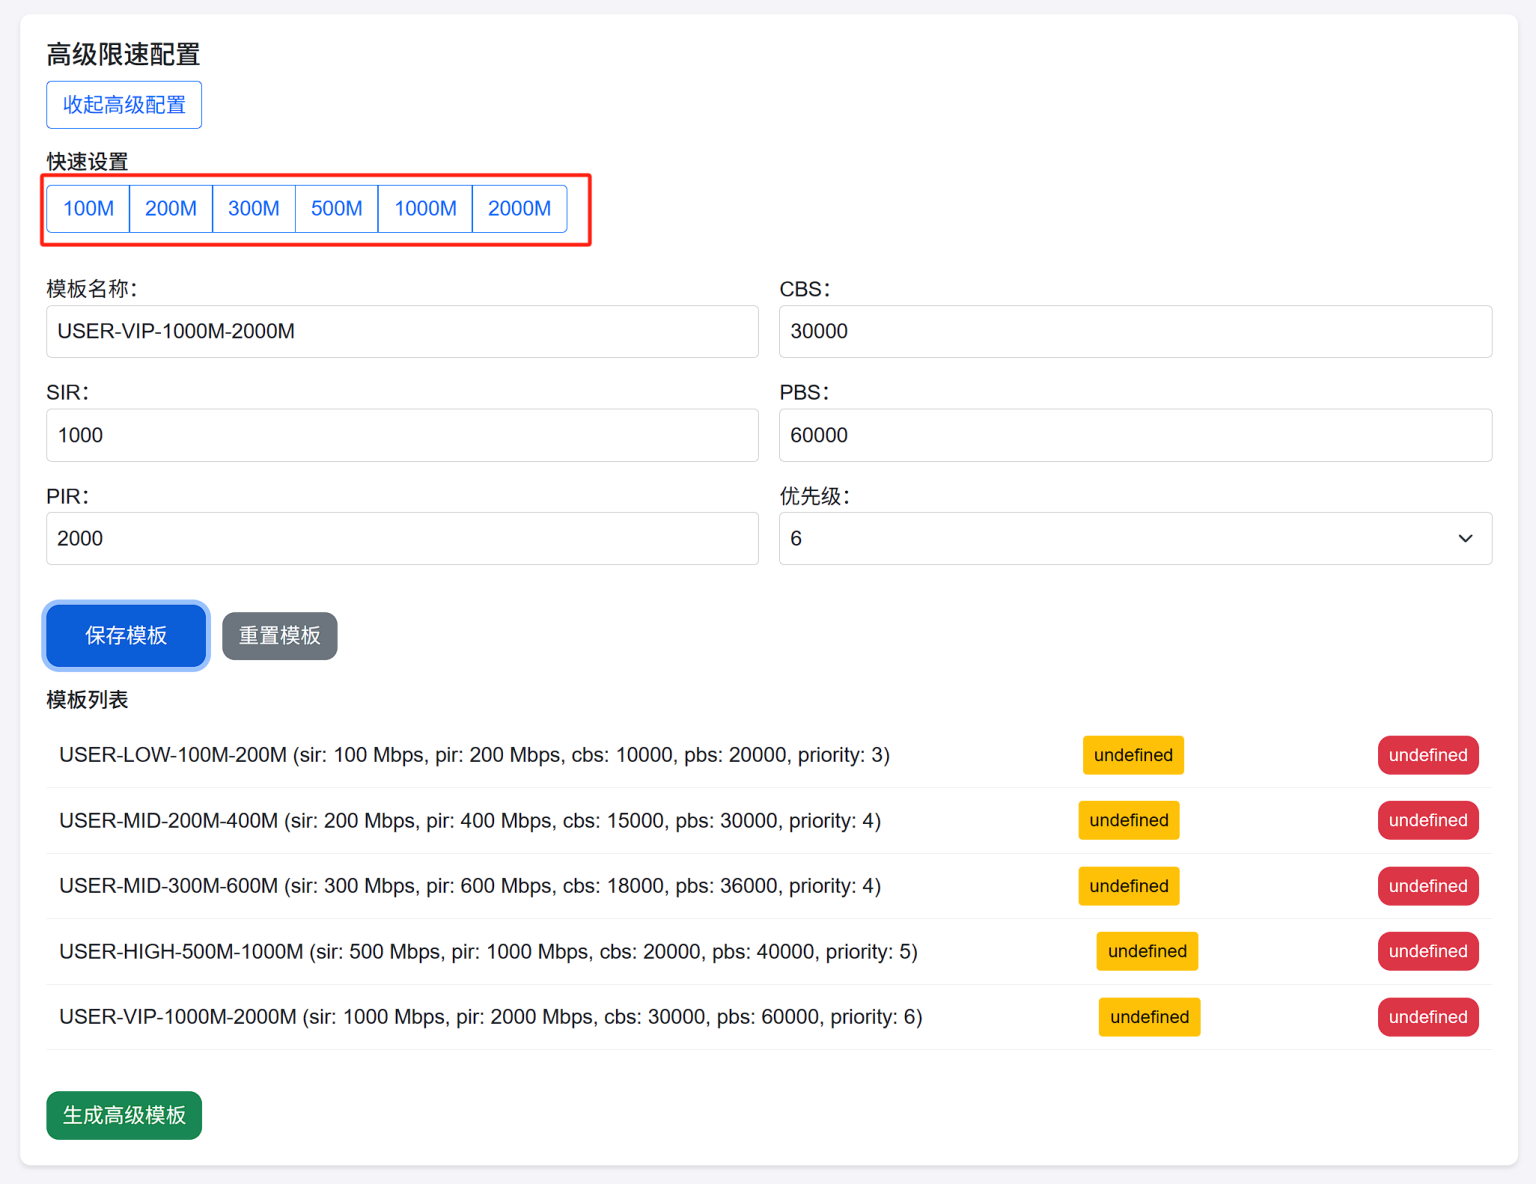 高级限速配置
收起高级配置
快速设置
100M 200M 300M 500M 1000M 2000M
模板名称：
USER-VIP-1000M-2000M
CBS：
30000
SIR：
1000
PBS：
60000
PIR：
2000
优先级：
6
保存模板 重置模板
模板列表
USER-LOW-100M-200M (sir: 100 Mbps, pir: 200 Mbps, cbs: 10000, pbs: 20000, priority: 3) undefined undefined
USER-MID-200M-400M (sir: 200 Mbps, pir: 400 Mbps, cbs: 15000, pbs: 30000, priority: 4) undefined undefined
USER-MID-300M-600M (sir: 300 Mbps, pir: 600 Mbps, cbs: 18000, pbs: 36000, priority: 4) undefined undefined
USER-HIGH-500M-1000M (sir: 500 Mbps, pir: 1000 Mbps, cbs: 20000, pbs: 40000, priority: 5) undefined undefined
USER-VIP-1000M-2000M (sir: 1000 Mbps, pir: 2000 Mbps, cbs: 30000, pbs: 60000, priority: 6) undefined undefined
生成高级模板